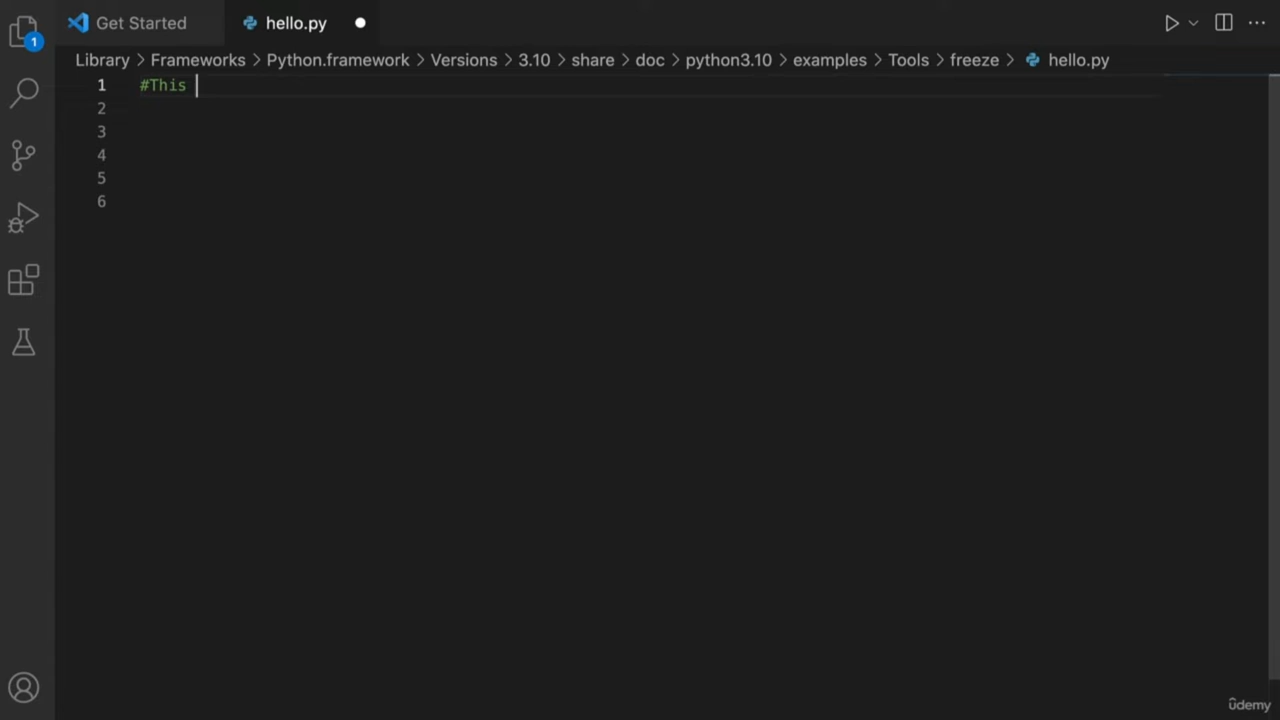 Get Started
hello.py
1
Library > Frameworks > Python.framework > Versions > 3.10 > share > doc > python3.10 > examples > Tools > freeze > hello.py
1 #This
2
3
4
5
6
ûdemy